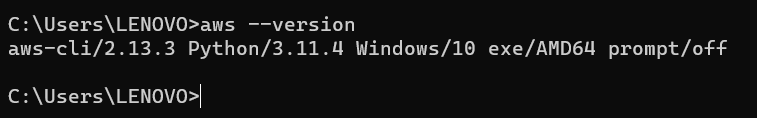 C:\Users\LENOVO>aws --version
aws-cli/2.13.3 Python/3.11.4 Windows/10 exe/AMD64 prompt/off
C:\Users\LENOVO>